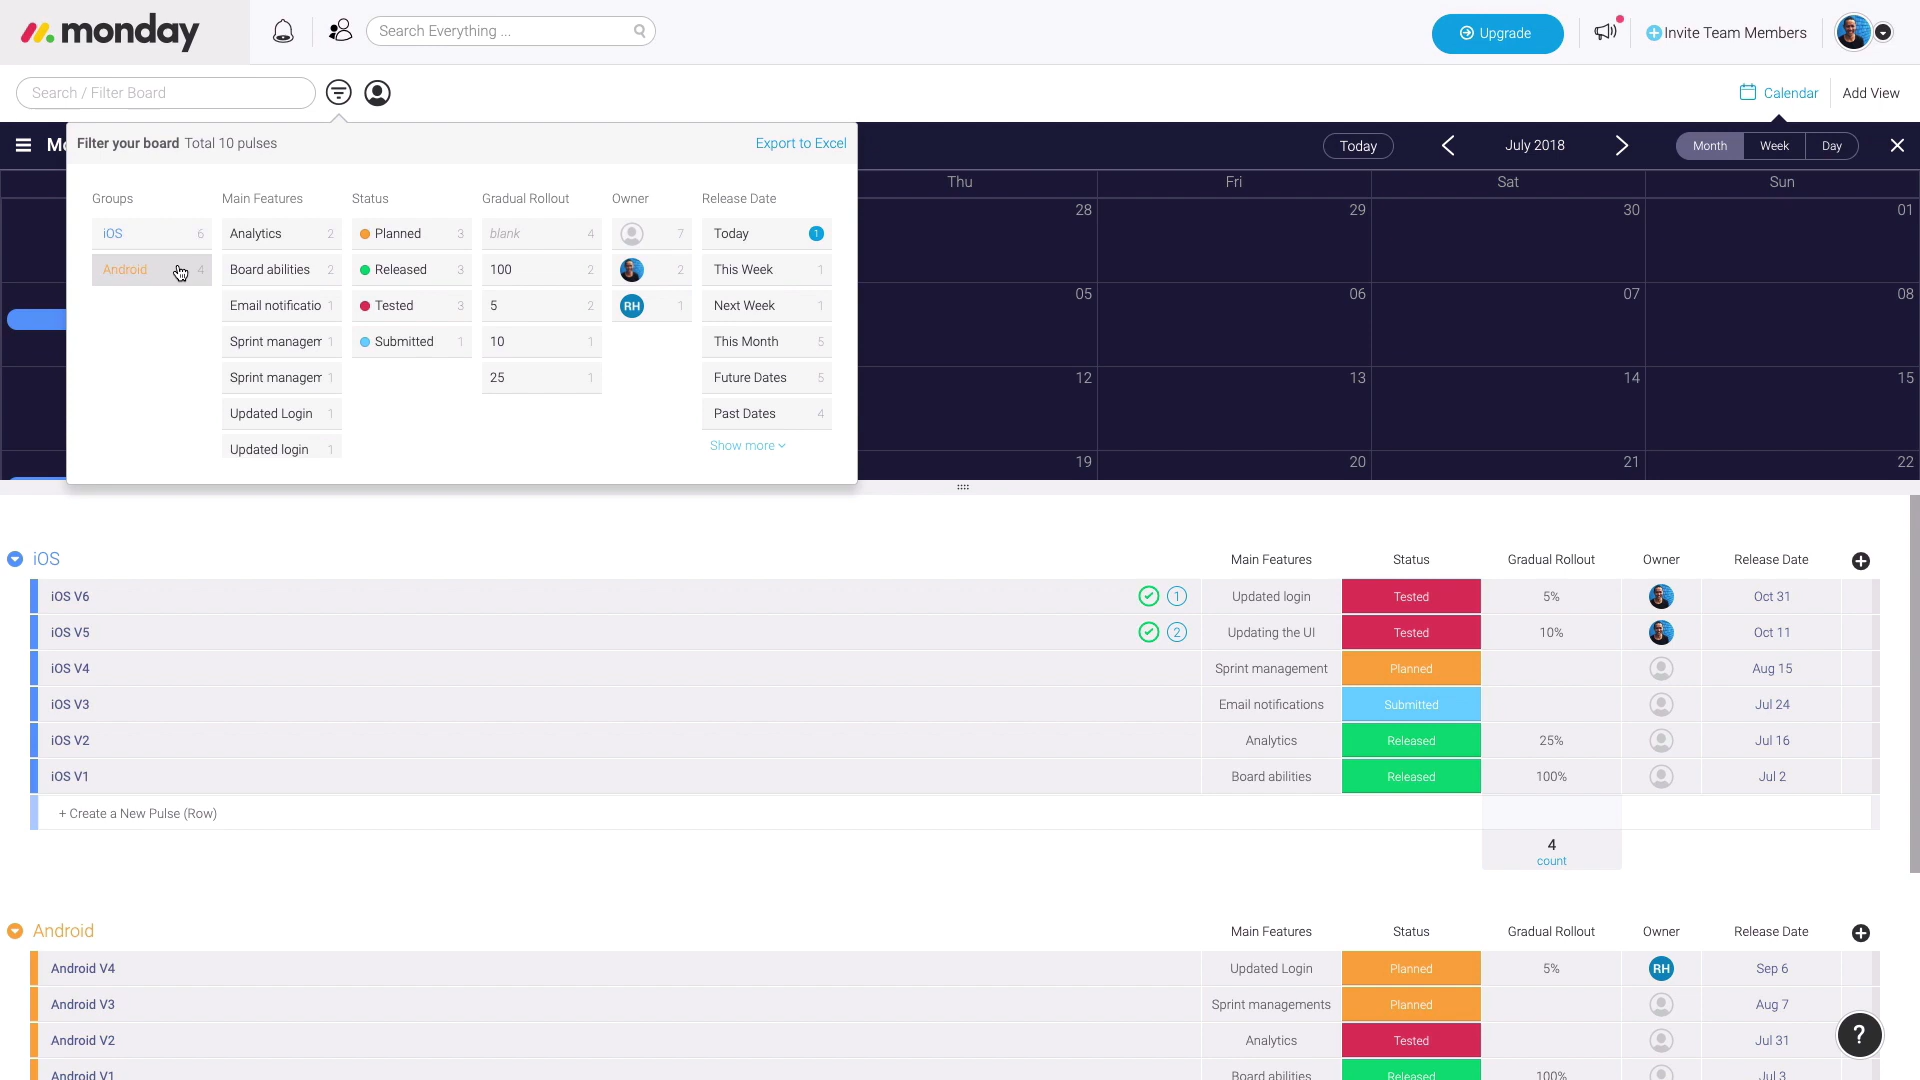 monday
Search Everything ...
Upgrade
Invite Team Members
Search / Filter Board
Calendar
Add View
Filter your board Total 10 pulses
Export to Excel
Today
July 2018
Month Week Day
Groups
iOS 6
Android 4
Main Features
Analytics 2
Board abilities 2
Email notificatio 1
Sprint managem 1
Sprint managem 1
Updated Login 1
Updated login 1
Status
Planned 3
Released 3
Tested 3
Submitted 1
Gradual Rollout
blank 4
100 2
5 2
10 1
25 1
Owner
7
2
RH 1
Release Date
Today 1
This Week 1
Next Week 1
This Month 5
Future Dates 5
Past Dates 4
Show more
Thu Fri Sat Sun
28 29 30 01
05 06 07 08
12 13 14 15
19 20 21 22
iOS Main Features Status Gradual Rollout Owner Release Date
iOS V6 1 Updated login Tested 5% Oct 31
iOS V5 2 Updating the UI Tested 10% Oct 11
iOS V4 Sprint management Planned Aug 15
iOS V3 Email notifications Submitted Jul 24
iOS V2 Analytics Released 25% Jul 16
iOS V1 Board abilities Released 100% Jul 2
+ Create a New Pulse (Row)
4
count
Android Main Features Status Gradual Rollout Owner Release Date
Android V4 Updated Login Planned 5% RH Sep 6
Android V3 Sprint managements Planned Aug 7
Android V2 Analytics Tested Jul 31
Android V1 Board abilities Released 100% Jul 3
?